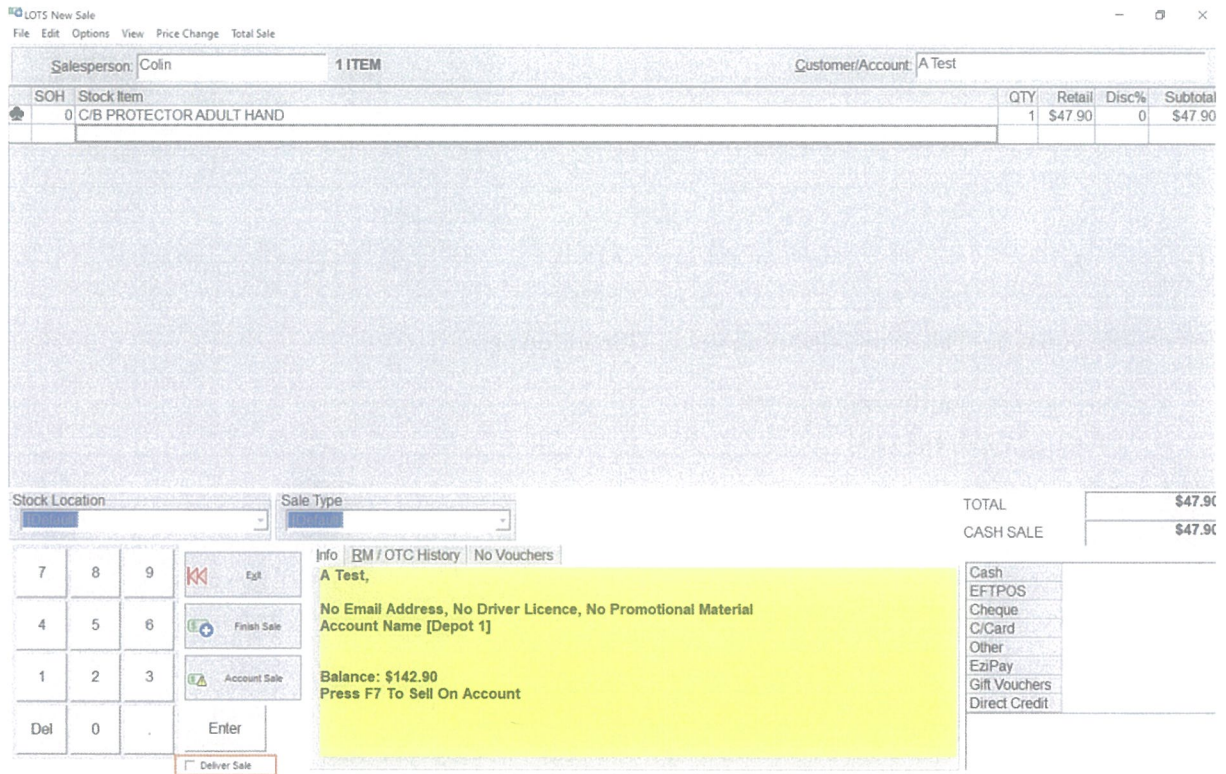 LOTS New Sale
File Edit Options View Price Change Total Sale
Salesperson: Colin 1 ITEM Customer/Account: A Test
SOH Stock Item QTY Retail Disc% Subtotal
0 C/B PROTECTOR ADULT HAND 1 $47.90 0 $47.90
Stock Location Sale Type
TOTAL $47.90
CASH SALE $47.90
Info RM / OTC History No Vouchers
7 8 9 Exit
4 5 6 Finish Sale
1 2 3 Account Sale
Del 0 . Enter
Deliver Sale
A Test,
No Email Address, No Driver Licence, No Promotional Material
Account Name [Depot 1]
Balance: $142.90
Press F7 To Sell On Account
Cash
EFTPOS
Cheque
C/Card
Other
EziPay
Gift Vouchers
Direct Credit